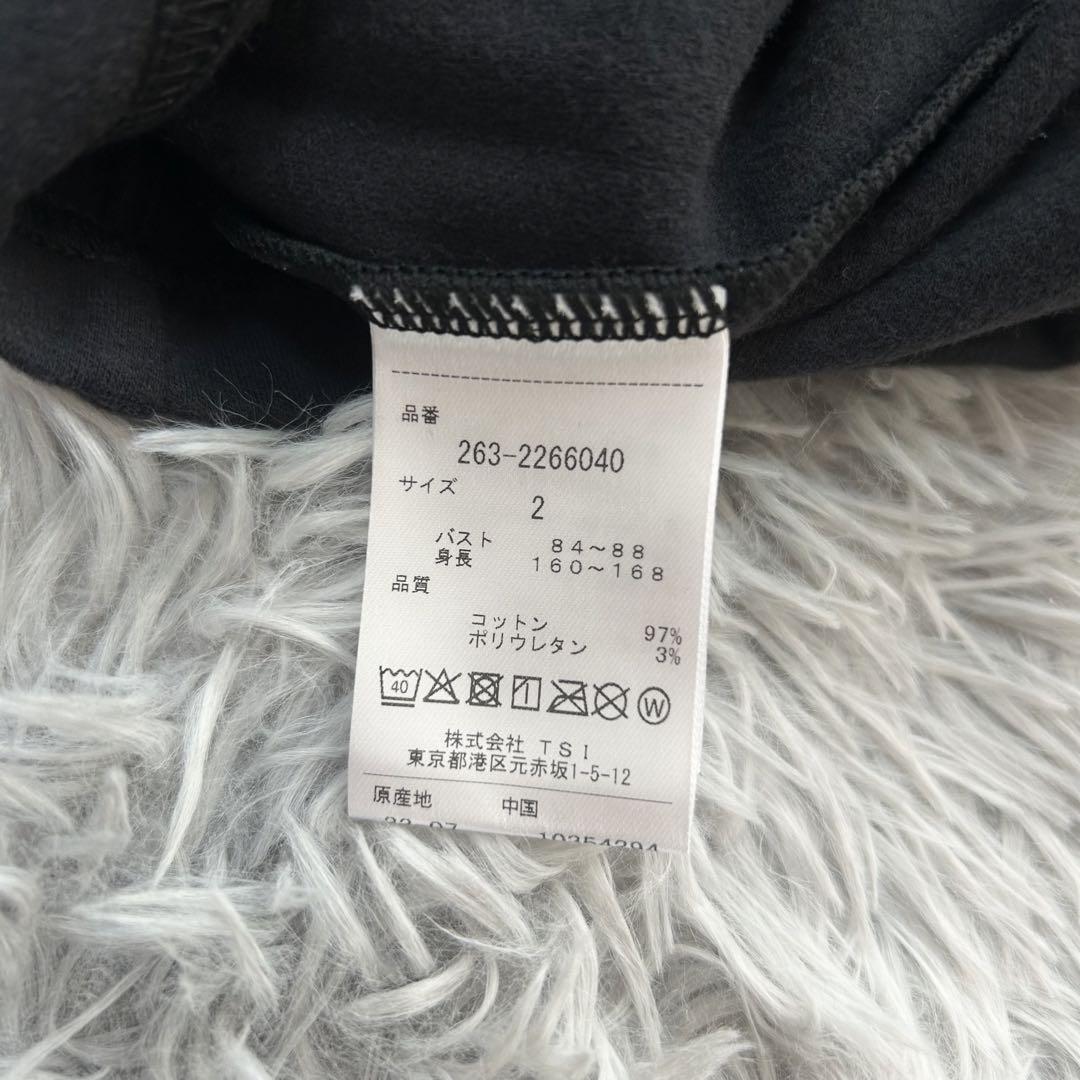 品番
263-2266040
サイズ
2
バスト 84〜88
身長 160〜168
品質
コットン 97%
ポリウレタン 3%
40 W
株式会社 TSI
東京都港区元赤坂1-5-12
原産地 中国